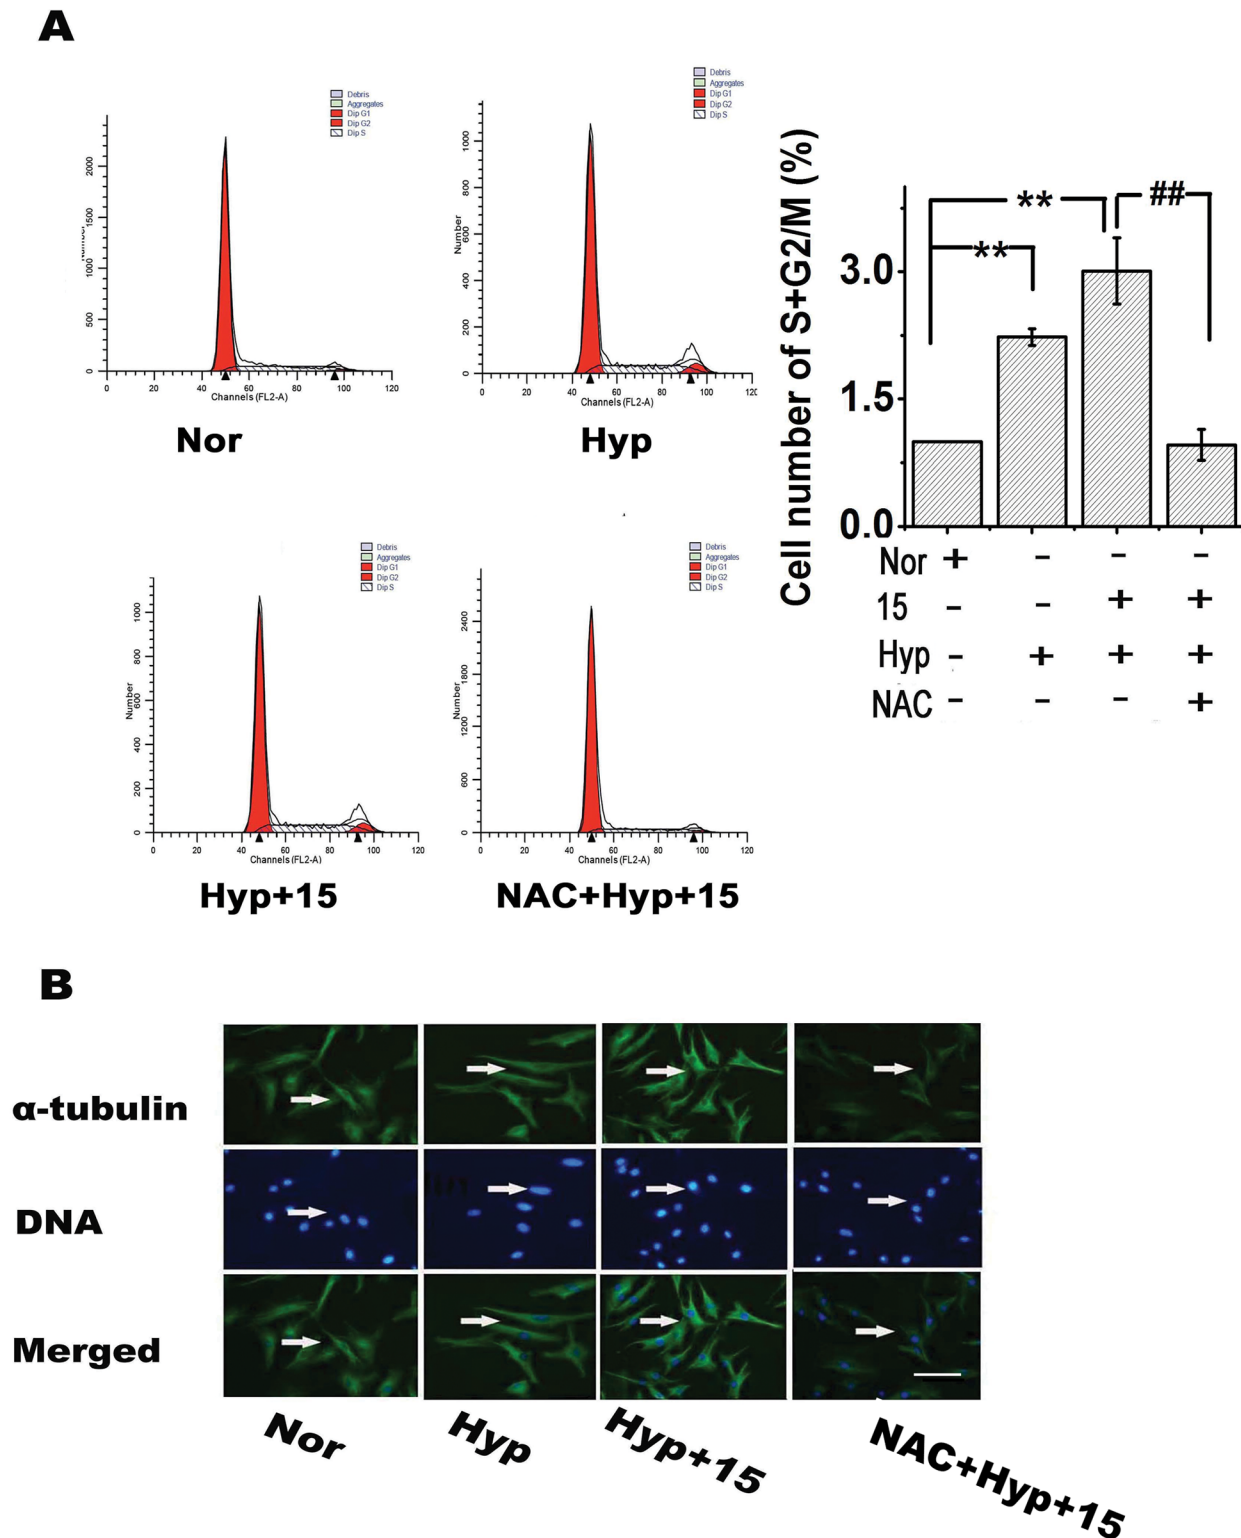 A
Debris
Aggregates
Dip G1
Dip G2
Dip S
Number
0 500 1000 1500 2000
0 20 40 60 80 100 120
Channels (FL2-A)
Nor
Debris
Aggregates
Dip G1
Dip G2
Dip S
Number
0 200 400 600 800 1000
0 20 40 60 80 100 120
Channels (FL2-A)
Hyp
Debris
Aggregates
Dip G1
Dip G2
Dip S
Number
0 200 400 600 800 1000
0 20 40 60 80 100 120
Channels (FL2-A)
Hyp+15
Debris
Aggregates
Dip G1
Dip G2
Dip S
Number
0 600 1200 1800 2400
0 20 40 60 80 100 120
Channels (FL2-A)
NAC+Hyp+15
Cell number of S+G2/M (%)
** ##
**
3.0
1.5
0.0
Nor + - - -
15 - - + +
Hyp - + + +
NAC - - - +
B
α-tubulin
DNA
Merged
Nor
Hyp
Hyp+15
NAC+Hyp+15